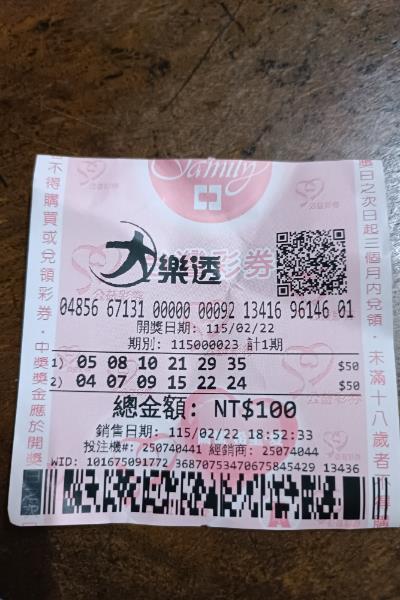 Family
大樂透
公益彩券
04856 67131 00000 00092 13416 96146 01
開獎日期: 115/02/22
期別: 115000023 計1期
1) 05 08 10 21 29 35 $50
2) 04 07 09 15 22 24 $50
總金額: NT$100
銷售日期: 115/02/22 18:52:33
投注機#: 250740441 經銷商: 25074044
WID: 101675091772 36870753470675845429 13436
不得購買或兌領彩券。中獎獎金應於開獎
日之次日起三個月內兌領。未滿十八歲者